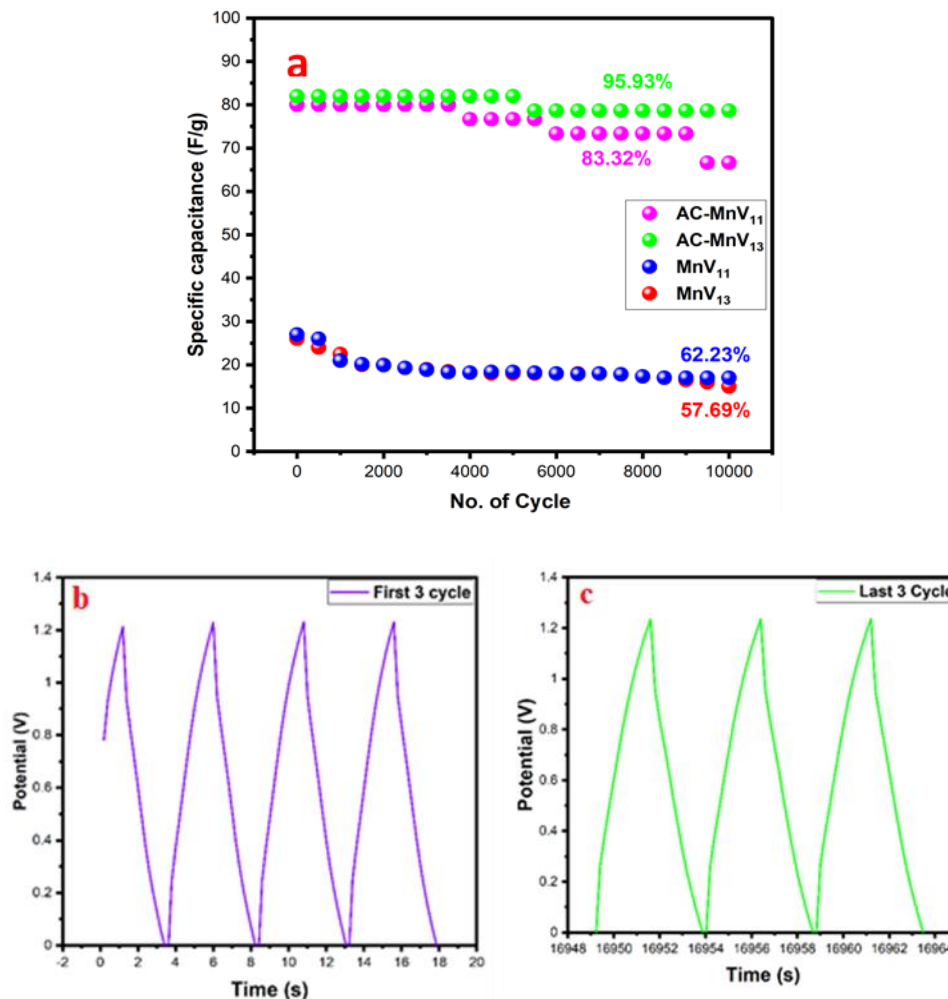 a
100
90
80
70
60
50
40
30
20
10
0
Specific capacitance (F/g)
95.93%
83.32%
AC-MnV₁₁
AC-MnV₁₃
MnV₁₁
MnV₁₃
62.23%
57.69%
0 2000 4000 6000 8000 10000
No. of Cycle
b
First 3 cycle
1.4
1.2
1
0.8
0.6
0.4
0.2
0
Potential (V)
-2 0 2 4 6 8 10 12 14 16 18 20
Time (s)
c
Last 3 Cycle
1.4
1.2
1
0.8
0.6
0.4
0.2
0
Potential (V)
16948 16950 16952 16954 16956 16958 16960 16962 16964
Time (s)